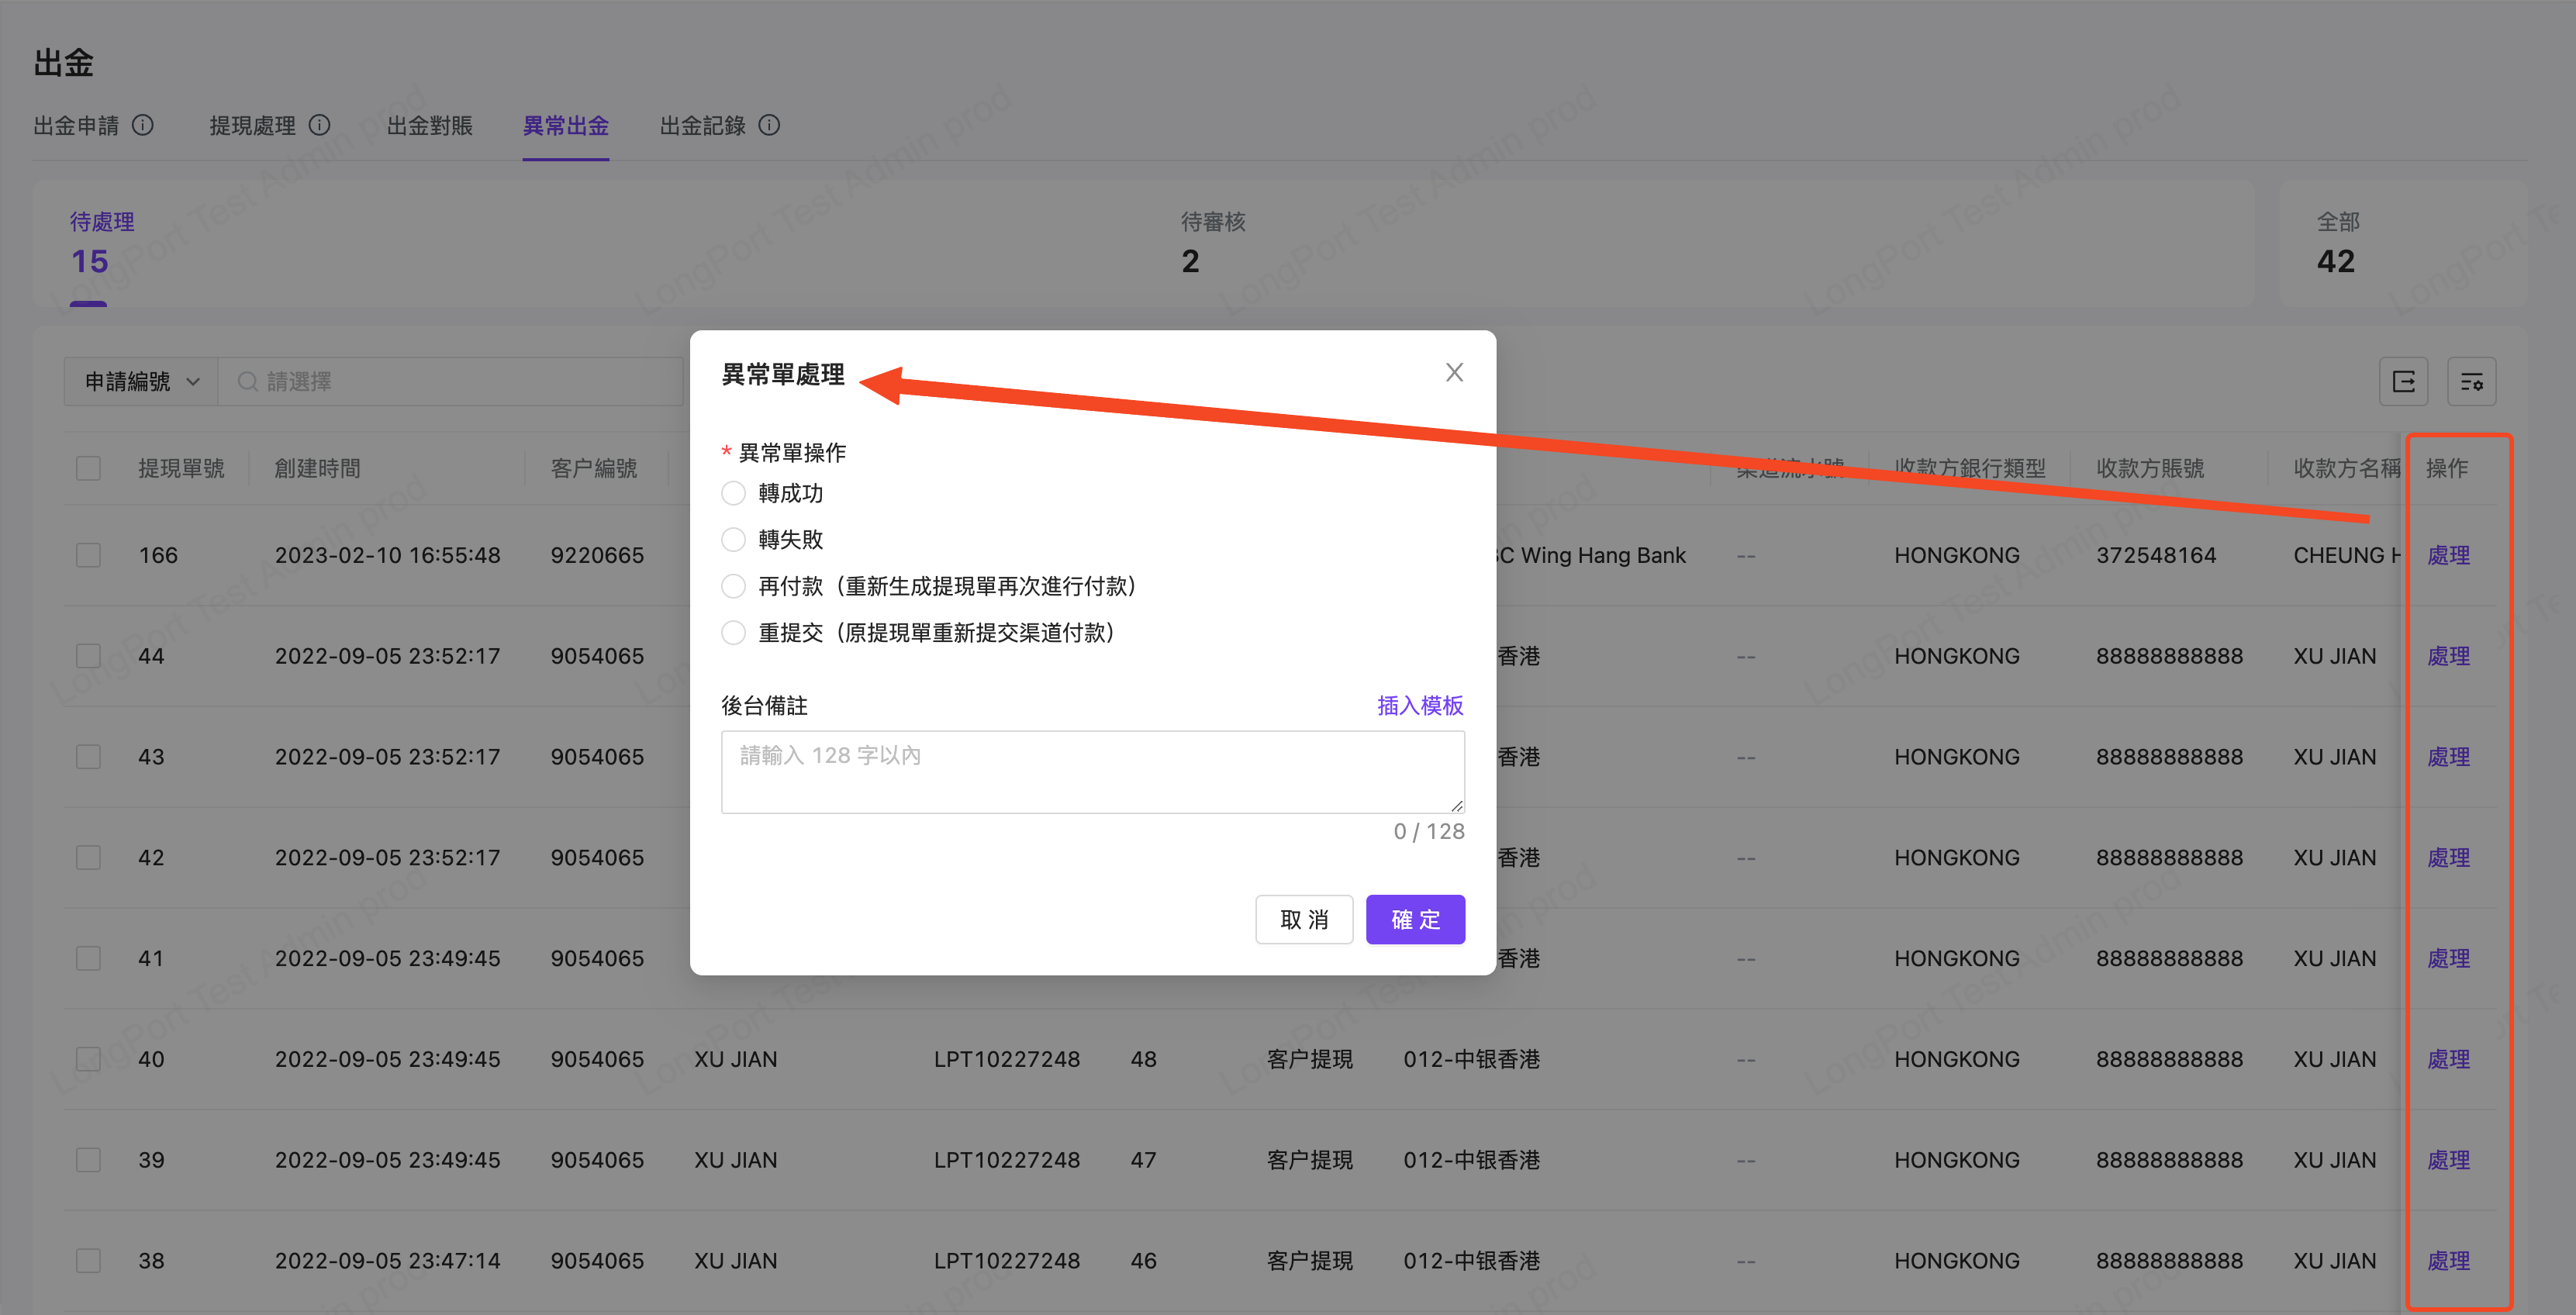 出金
出金申請 提現處理 出金對賬 異常出金 出金記錄
待處理 待審核 全部
15 2 42
申請編號 請選擇
提現單號 創建時間 客户編號 渠道流水號 收款方銀行類型 收款方賬號 收款方名稱 操作
166 2023-02-10 16:55:48 9220665 C Wing Hang Bank -- HONGKONG 372548164 CHEUNG H 處理
44 2022-09-05 23:52:17 9054065 香港 -- HONGKONG 88888888888 XU JIAN 處理
43 2022-09-05 23:52:17 9054065 香港 -- HONGKONG 88888888888 XU JIAN 處理
42 2022-09-05 23:52:17 9054065 香港 -- HONGKONG 88888888888 XU JIAN 處理
41 2022-09-05 23:49:45 9054065 香港 -- HONGKONG 88888888888 XU JIAN 處理
40 2022-09-05 23:49:45 9054065 XU JIAN LPT10227248 48 客户提現 012-中银香港 -- HONGKONG 88888888888 XU JIAN 處理
39 2022-09-05 23:49:45 9054065 XU JIAN LPT10227248 47 客户提現 012-中银香港 -- HONGKONG 88888888888 XU JIAN 處理
38 2022-09-05 23:47:14 9054065 XU JIAN LPT10227248 46 客户提現 012-中银香港 -- HONGKONG 88888888888 XU JIAN 處理
異常單處理
* 異常單操作
轉成功
轉失敗
再付款（重新生成提現單再次進行付款）
重提交（原提現單重新提交渠道付款）
後台備註 插入模板
請輸入 128 字以內
0 / 128
取 消 確 定
LongPort Test Admin prod